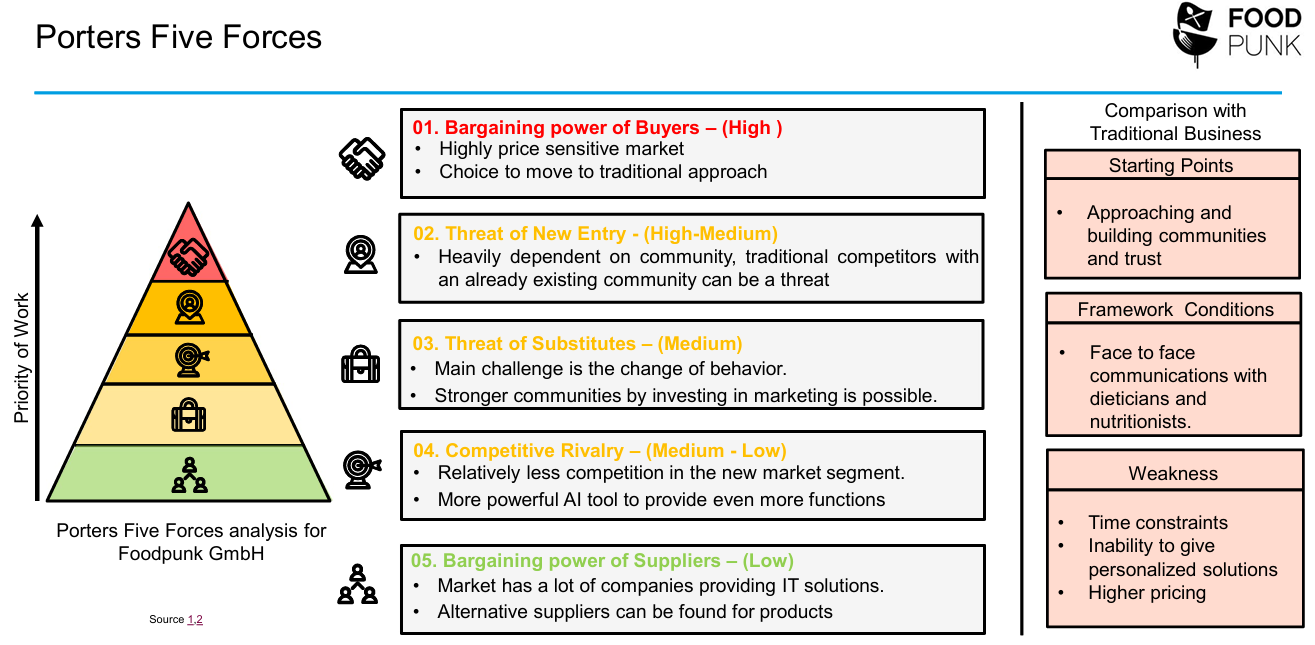 Porters Five Forces
FOOD
PUNK
Priority of Work
Porters Five Forces analysis for
Foodpunk GmbH
Source 1,2
01. Bargaining power of Buyers – (High )
• Highly price sensitive market
• Choice to move to traditional approach
02. Threat of New Entry - (High-Medium)
• Heavily dependent on community, traditional competitors with
an already existing community can be a threat
03. Threat of Substitutes – (Medium)
• Main challenge is the change of behavior.
• Stronger communities by investing in marketing is possible.
04. Competitive Rivalry – (Medium - Low)
• Relatively less competition in the new market segment.
• More powerful AI tool to provide even more functions
05. Bargaining power of Suppliers – (Low)
• Market has a lot of companies providing IT solutions.
• Alternative suppliers can be found for products
Comparison with
Traditional Business
Starting Points
• Approaching and
building communities
and trust
Framework Conditions
• Face to face
communications with
dieticians and
nutritionists.
Weakness
• Time constraints
• Inability to give
personalized solutions
• Higher pricing